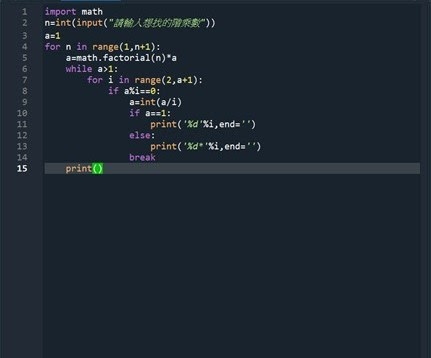 1 import math
2 n=int(input("請輸入想找的階乘數"))
3 a=1
4 for n in range(1,n+1):
5     a=math.factorial(n)*a
6     while a>1:
7         for i in range(2,a+1):
8             if a%i==0:
9                 a=int(a/i)
10                 if a==1:
11                     print('%d'%i,end='')
12                 else:
13                     print('%d*'%i,end='')
14                 break
15     print()